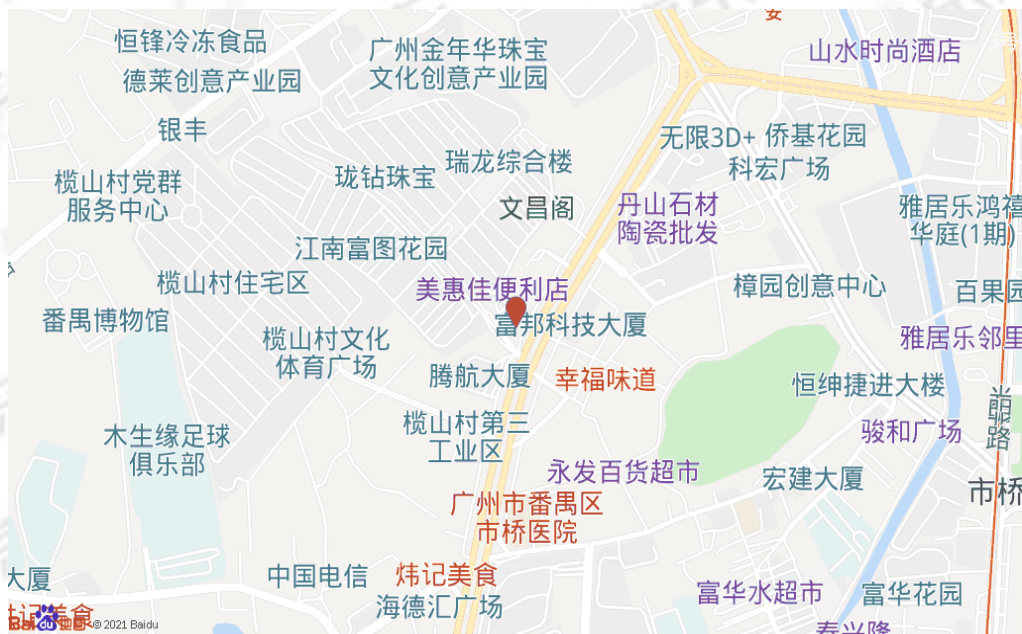 安
恒锋冷冻食品
广州金年华珠宝
文化创意产业园
山水时尚酒店
德莱创意产业园
银丰
无限3D+
侨基花园
科宏广场
瑞龙综合楼
珑钻珠宝
榄山村党群
服务中心
文昌阁
丹山石材
陶瓷批发
雅居乐鸿禧
华庭(1期)
江南富图花园
榄山村住宅区
美惠佳便利店
樟园创意中心
百果园
番禺博物馆
富邦科技大厦
榄山村文化
体育广场
雅居乐邻里
腾航大厦
幸福味道
恒绅捷进大楼
榄山村第三
工业区
骏和广场
木生缘足球
俱乐部
永发百货超市
宏建大厦
市桥
广州市番禺区
市桥医院
大厦
中国电信
炜记美食
海德汇广场
富华水超市
富华花园
记美食
泰兴隆
Bai du 地图 © 2021 Baidu